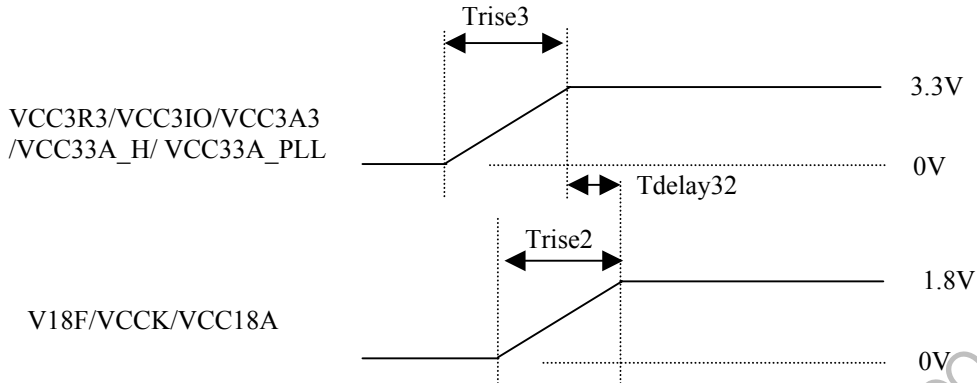 Trise3
3.3V
VCC3R3/VCC3IO/VCC3A3
/VCC33A_H/ VCC33A_PLL
0V
Tdelay32
Trise2
1.8V
V18F/VCCK/VCC18A
0V